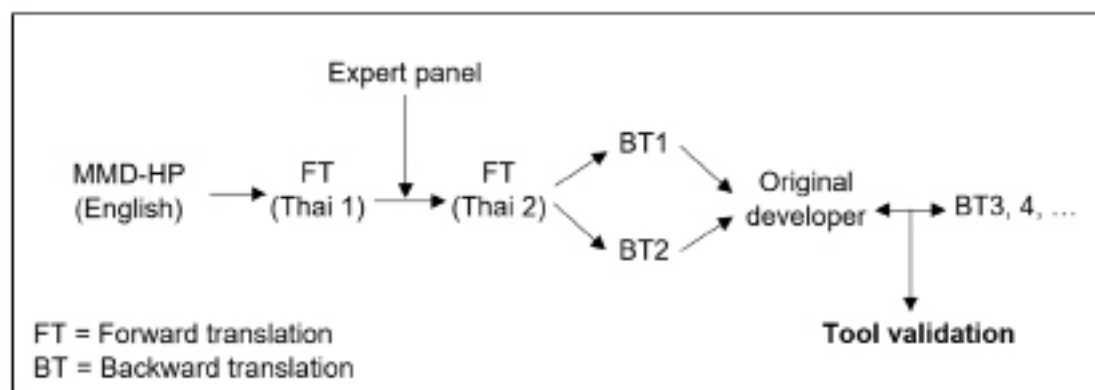 Expert panel
MMD-HP
(English)
FT
(Thai 1)
FT
(Thai 2)
BT1
BT2
Original
developer
BT3, 4, ...
Tool validation
FT = Forward translation
BT = Backward translation